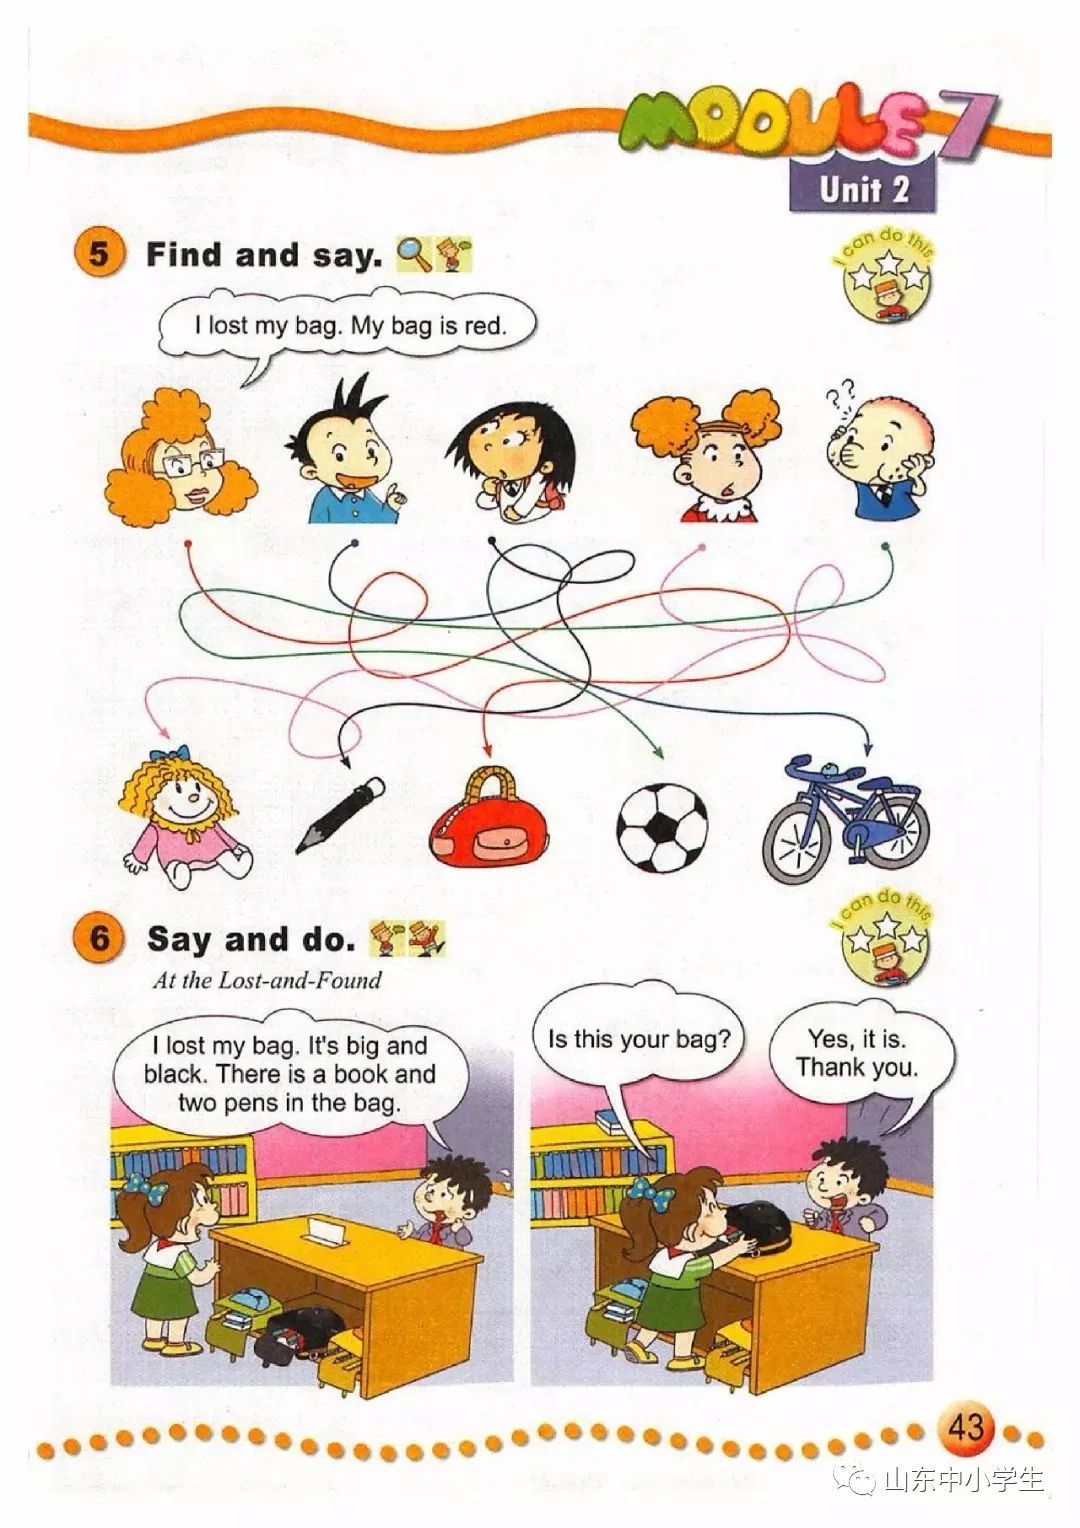 MODULE 7
Unit 2
5 Find and say.
I can do this.
I lost my bag. My bag is red.
??
6 Say and do.
I can do this.
At the Lost-and-Found
I lost my bag. It's big and
black. There is a book and
two pens in the bag.
Is this your bag?
Yes, it is.
Thank you.
43
山东中小学生